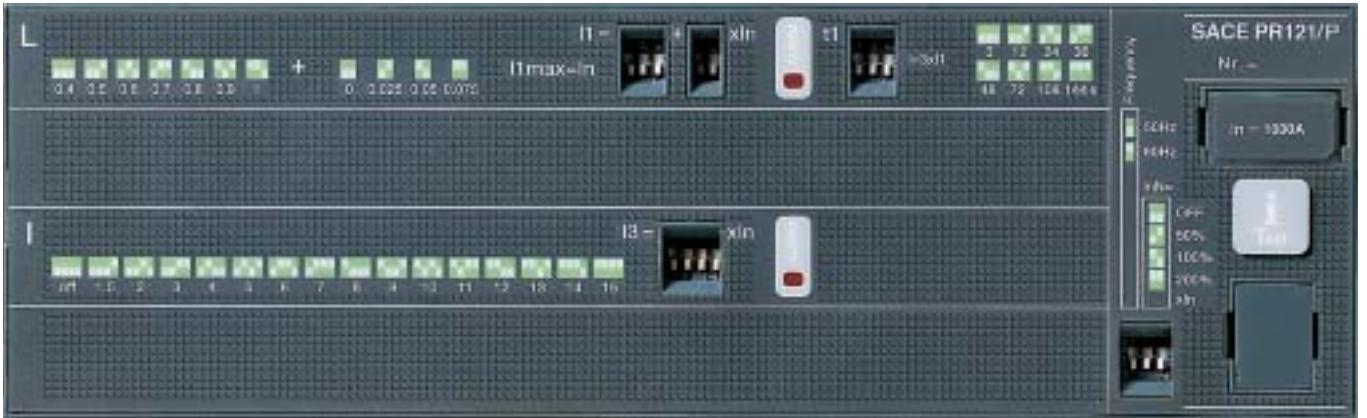 L
I1 = + xIn t1
I1max=In
0.4 0.5 0.6 0.7 0.8 0.9 1 + 0 0.025 0.05 0.075
3 12 24 36
48 72 108 144 s
Frequency
50Hz
60Hz
InN=
OFF
50%
100%
200%
xIn
SACE PR121/P
In = 1000A
i
Test
I
I3 = xIn
off 1.5 2 3 4 5 6 7 8 9 10 11 12 13 14 15